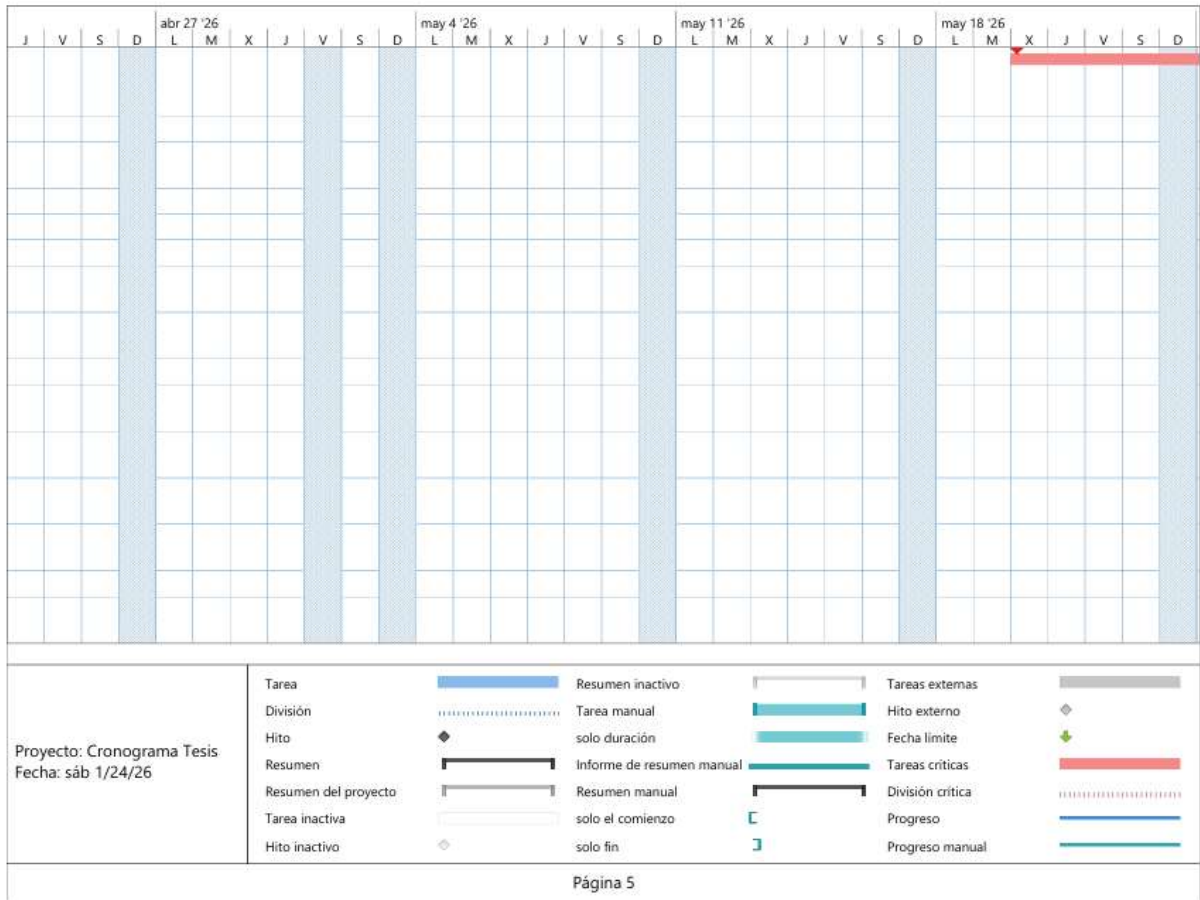 abr 27 '26 may 4 '26 may 11 '26 may 18 '26
J V S D L M X J V S D L M X J V S D L M X J V S D L M X J V S D
Tarea
División
Hito
Resumen
Resumen del proyecto
Tarea inactiva
Hito inactivo
Resumen inactivo
Tarea manual
solo duración
Informe de resumen manual
Resumen manual
solo el comienzo
solo fin
Tareas externas
Hito externo
Fecha límite
Tareas críticas
División crítica
Progreso
Progreso manual
Proyecto: Cronograma Tesis
Fecha: sáb 1/24/26
Página 5